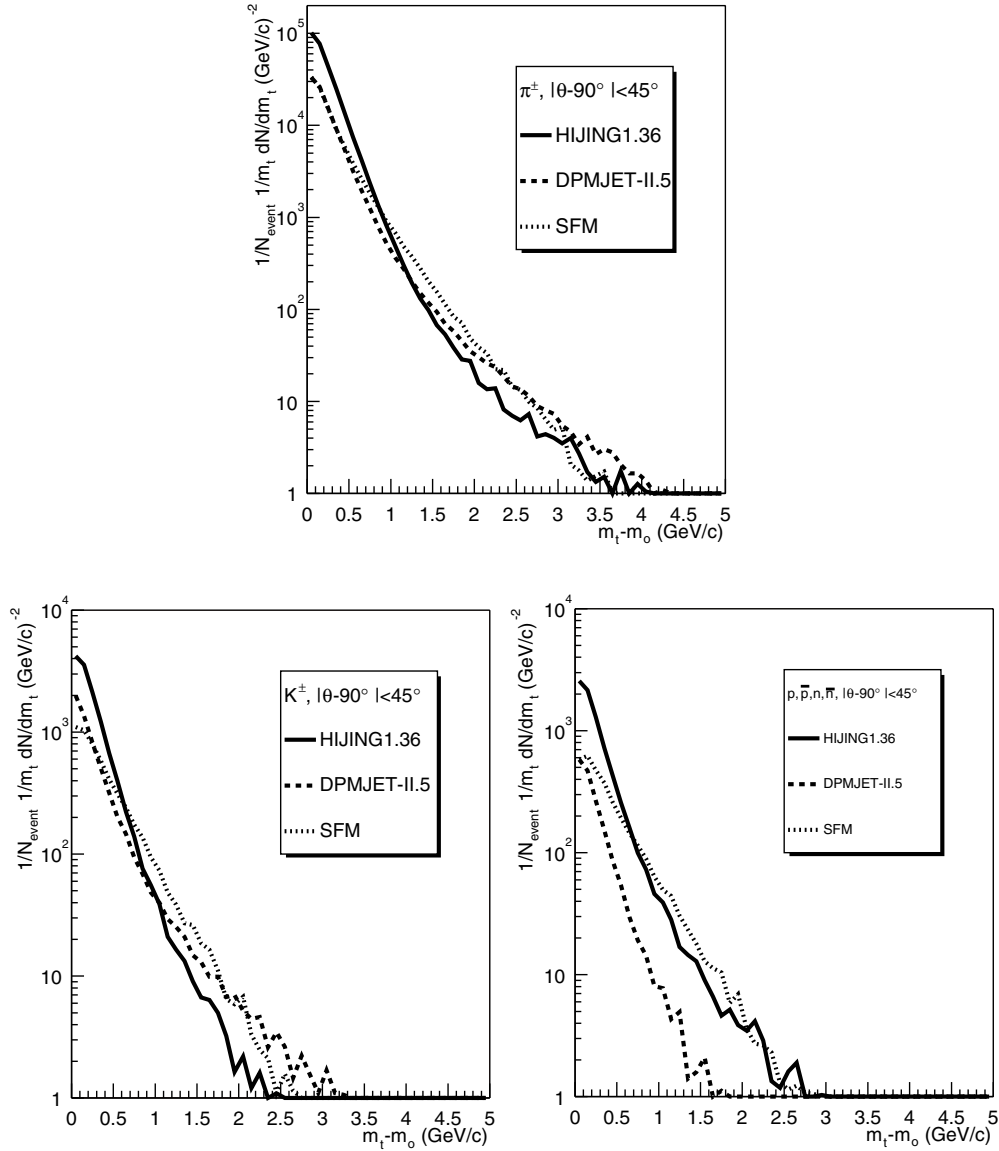 1/N_event 1/m_t dN/dm_t (GeV/c)^-2
10^5
10^4
10^3
10^2
10
1
π±, |θ-90° |<45°
HIJING1.36
DPMJET-II.5
SFM
0 0.5 1 1.5 2 2.5 3 3.5 4 4.5 5
m_t-m_o (GeV/c)
1/N_event 1/m_t dN/dm_t (GeV/c)^-2
10^4
10^3
10^2
10
1
K±, |θ-90° |<45°
HIJING1.36
DPMJET-II.5
SFM
0 0.5 1 1.5 2 2.5 3 3.5 4 4.5 5
m_t-m_o (GeV/c)
1/N_event 1/m_t dN/dm_t (GeV/c)^-2
10^4
10^3
10^2
10
1
p,p̅,n,n̅, |θ-90° |<45°
HIJING1.36
DPMJET-II.5
SFM
0 0.5 1 1.5 2 2.5 3 3.5 4 4.5 5
m_t-m_o (GeV/c)